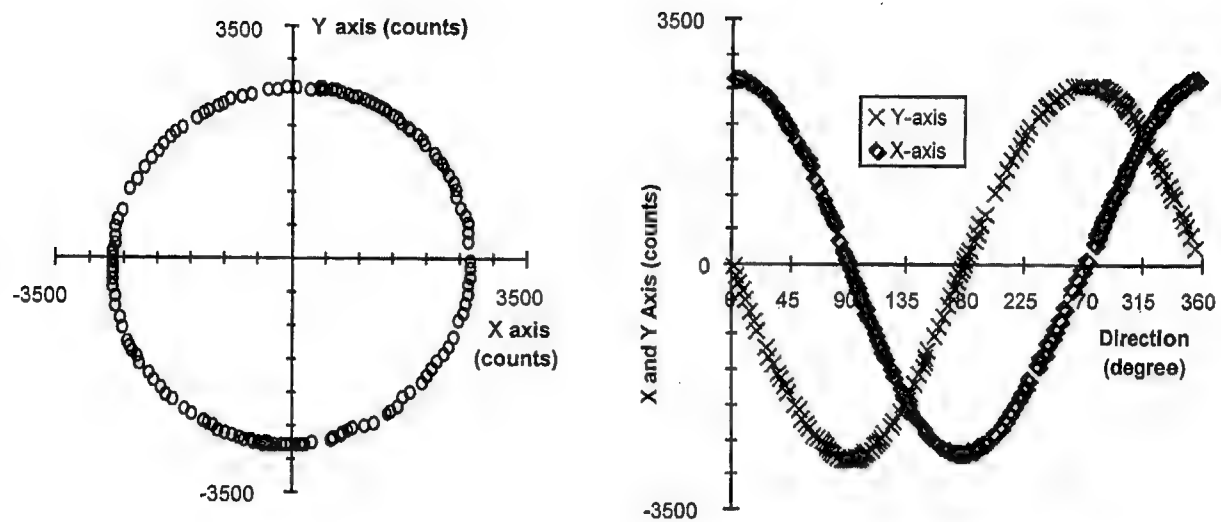 3500
Y axis (counts)
-3500
3500
X axis
(counts)
-3500
3500
Y-axis
X-axis
X and Y Axis (counts)
0
45
90
135
180
225
70
315
360
Direction
(degree)
-3500